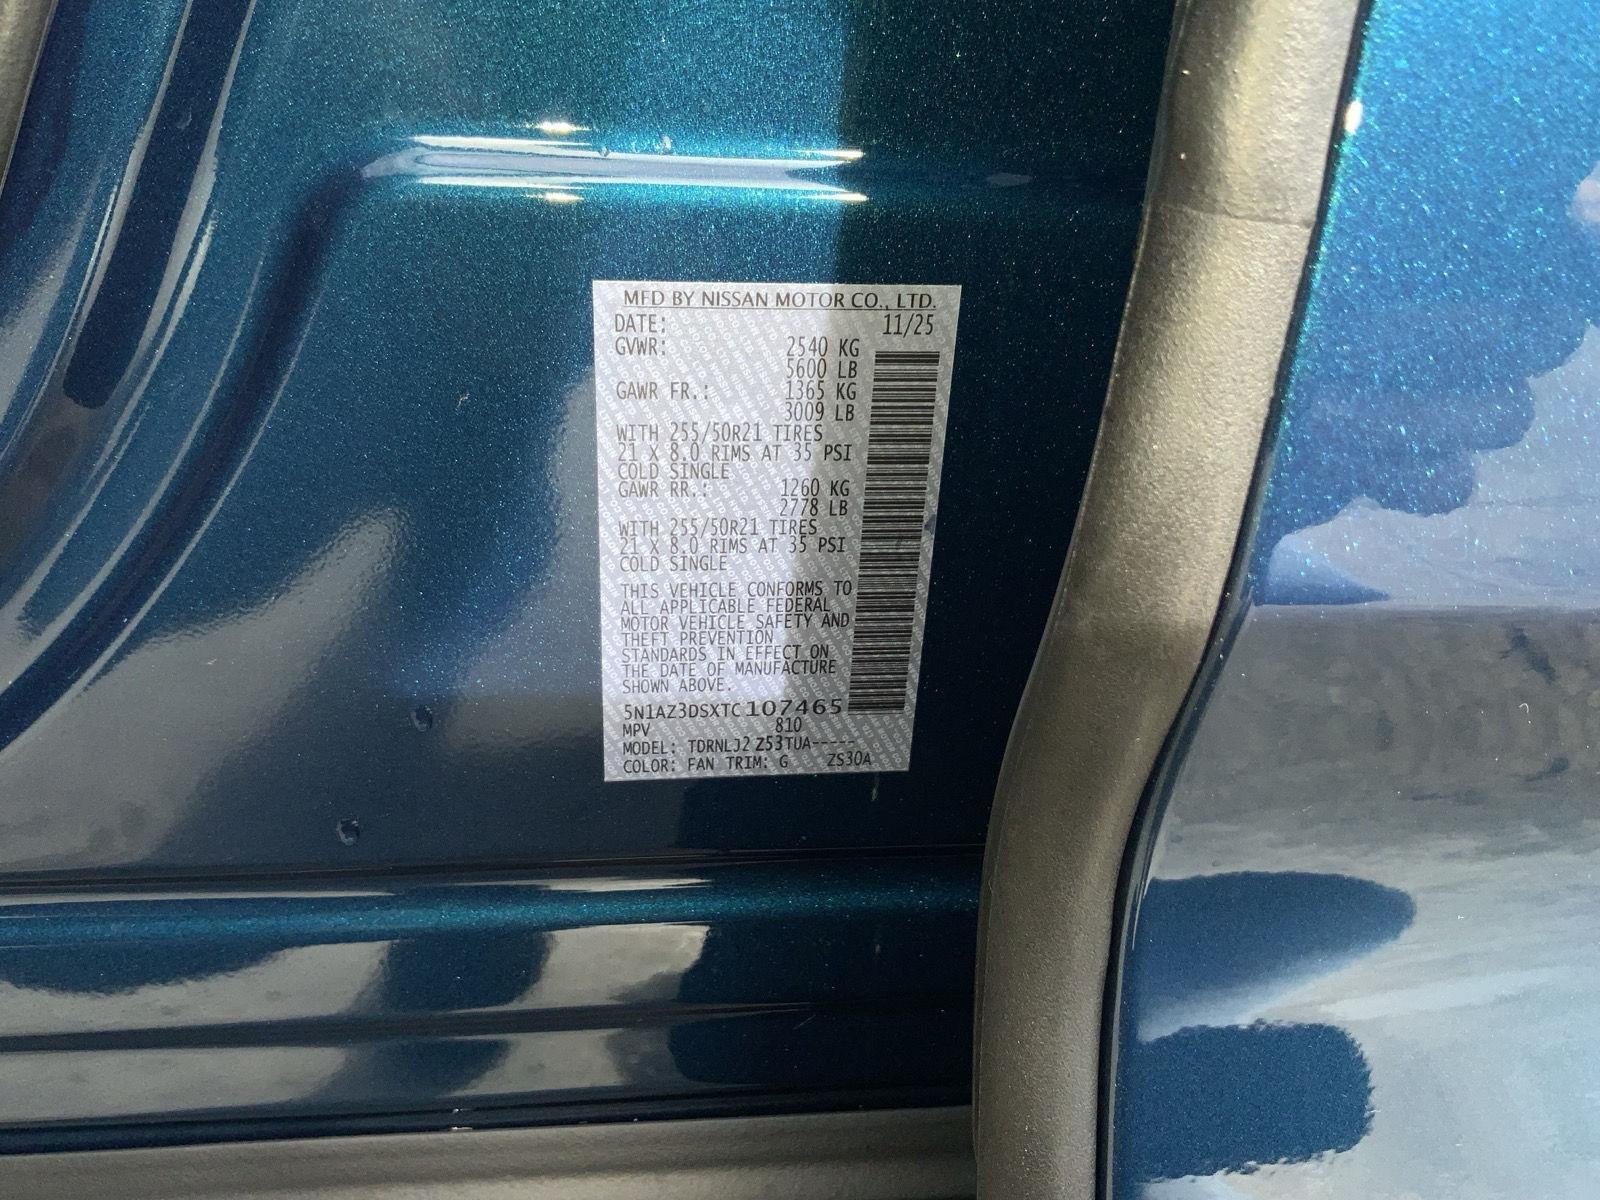 MFD BY NISSAN MOTOR CO., LTD.
DATE: 11/25
GVWR: 2540 KG
5600 LB
GAWR FR.: 1365 KG
3009 LB
WITH 255/50R21 TIRES
21 X 8.0 RIMS AT 35 PSI
COLD SINGLE
GAWR RR.: 1260 KG
2778 LB
WITH 255/50R21 TIRES
21 X 8.0 RIMS AT 35 PSI
COLD SINGLE
THIS VEHICLE CONFORMS TO
ALL APPLICABLE FEDERAL
MOTOR VEHICLE SAFETY AND
THEFT PREVENTION
STANDARDS IN EFFECT ON
THE DATE OF MANUFACTURE
SHOWN ABOVE.
5N1AZ3DSXTC107465
MPV 810
MODEL: TDRNLJ2 Z53TUA-----
COLOR: FAN TRIM: G ZS30A